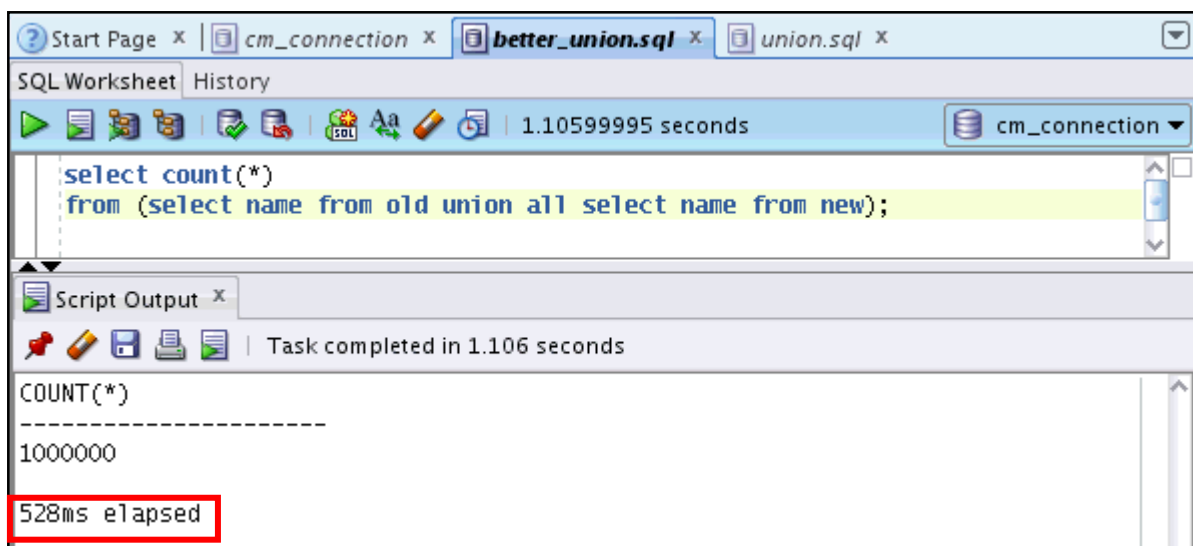 Start Page x cm_connection x better_union.sql x union.sql x
SQL Worksheet History
SQL Aa 1.10599995 seconds cm_connection
select count(*)
from (select name from old union all select name from new);
Script Output x
Task completed in 1.106 seconds
COUNT(*)
----------------------
1000000
528ms elapsed